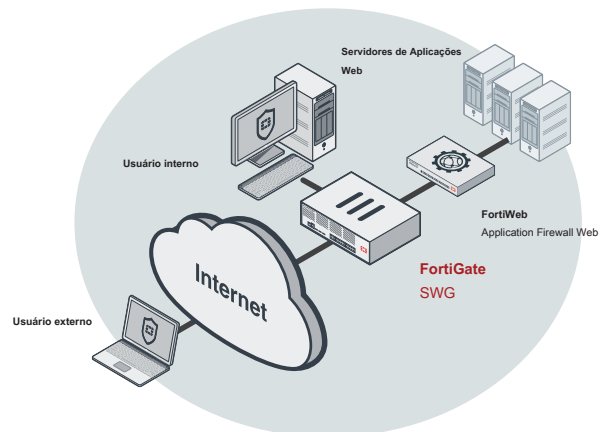 Servidores de Aplicações
Web
Usuário interno
FortiWeb
Application Firewall Web
FortiGate
SWG
Internet
Usuário externo